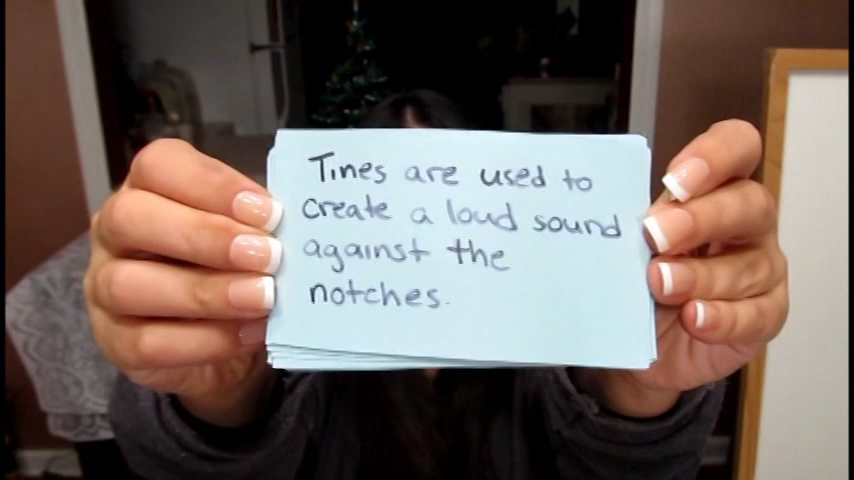 Tines are used to
create a loud sound
against the
notches.